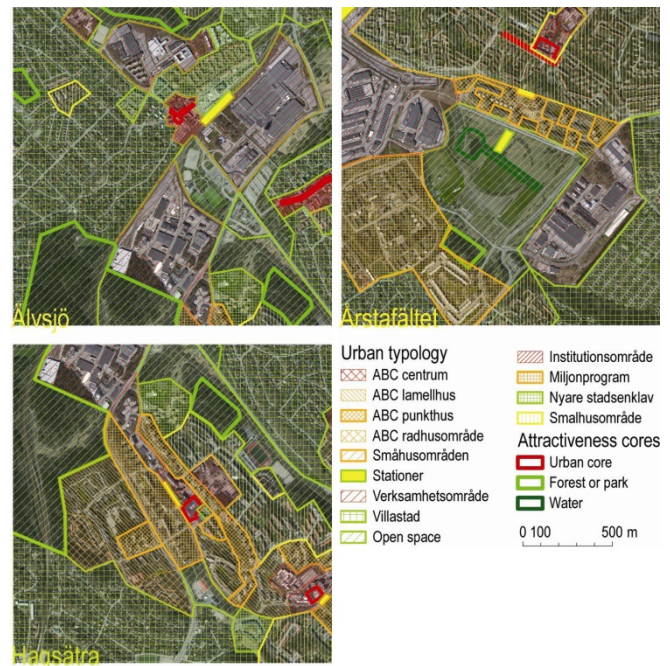 Älvsjö
Årstafältet
Hagsätra
Urban typology
ABC centrum
ABC lamellhus
ABC punkthus
ABC radhusområde
Småhusområden
Stationer
Verksamhetsområde
Villastad
Open space
Institutionsområde
Miljonprogram
Nyare stadsenklav
Smalhusområde
Attractiveness cores
Urban core
Forest or park
Water
0 100 500 m